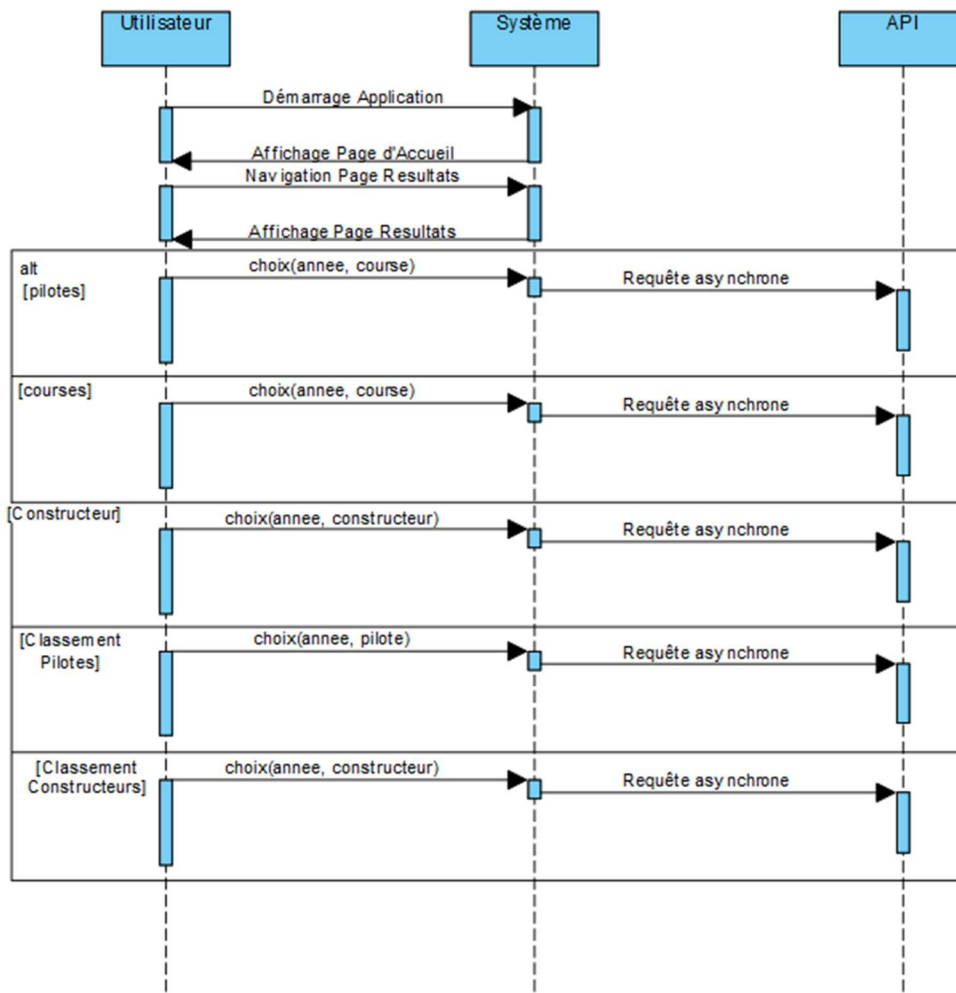 Utilisateur
Système
API
Démarrage Application
Affichage Page d'Accueil
Navigation Page Resultats
Affichage Page Resultats
alt
[pilotes]
choix(annee, course)
Requête asynchrone
[courses]
choix(annee, course)
Requête asynchrone
[Constructeur]
choix(annee, constructeur)
Requête asynchrone
[Classement
Pilotes]
choix(annee, pilote)
Requête asynchrone
[Classement
Constructeurs]
choix(annee, constructeur)
Requête asynchrone